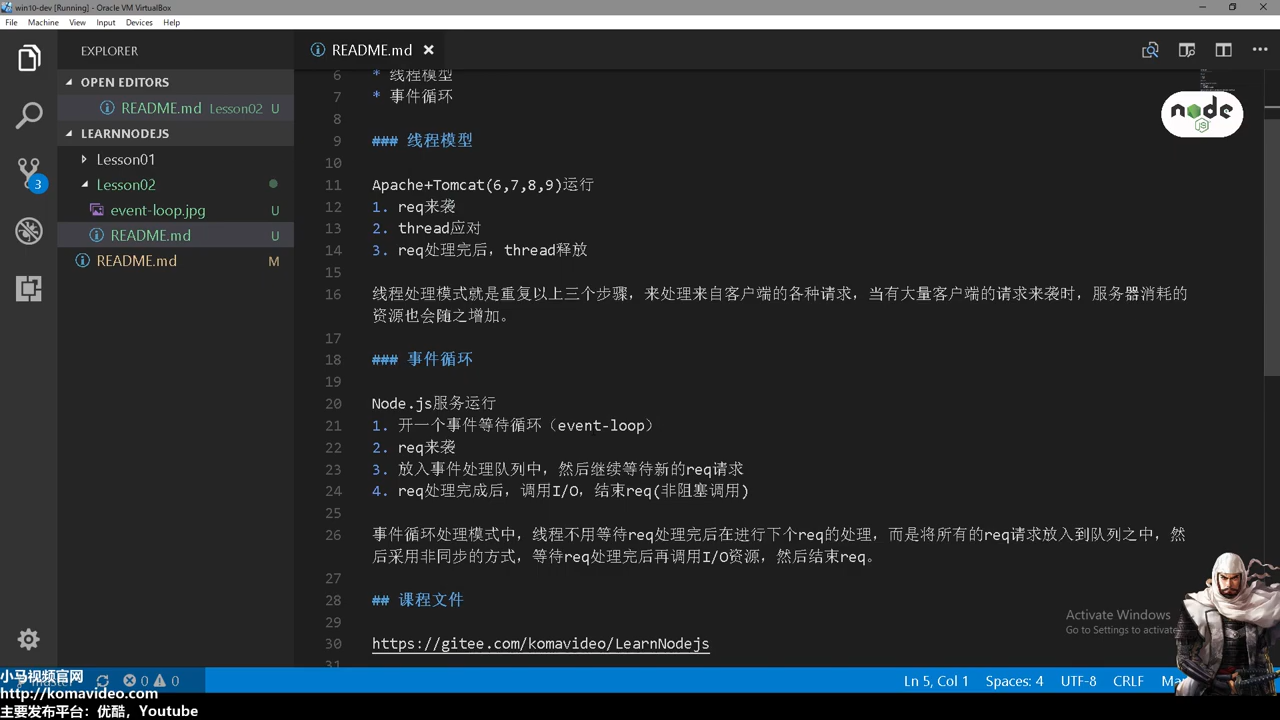 win10-dev [Running] - Oracle VM VirtualBox
File Machine View Input Devices Help
EXPLORER
README.md
OPEN EDITORS
README.md Lesson02 U
LEARNNODEJS
Lesson01
Lesson02
event-loop.jpg U
README.md U
README.md M
3
6 * 线程模型
7 * 事件循环
8
9 ### 线程模型
10
11 Apache+Tomcat(6,7,8,9)运行
12 1. req来袭
13 2. thread应对
14 3. req处理完后，thread释放
15
16 线程处理模式就是重复以上三个步骤，来处理来自客户端的各种请求，当有大量客户端的请求来袭时，服务器消耗的
资源也会随之增加。
17
18 ### 事件循环
19
20 Node.js服务运行
21 1. 开一个事件等待循环（event-loop）
22 2. req来袭
23 3. 放入事件处理队列中，然后继续等待新的req请求
24 4. req处理完成后，调用I/O，结束req(非阻塞调用)
25
26 事件循环处理模式中，线程不用等待req处理完后在进行下个req的处理，而是将所有的req请求放入到队列之中，然
后采用非同步的方式，等待req处理完后再调用I/O资源，然后结束req。
27
28 ## 课程文件
29
30 https://gitee.com/komavideo/LearnNodejs
31
node
JS
Activate Windows
Go to Settings to activate
0 0
Ln 5, Col 1 Spaces: 4 UTF-8 CRLF
小马视频官网
http://komavideo.com
主要发布平台：优酷，Youtube